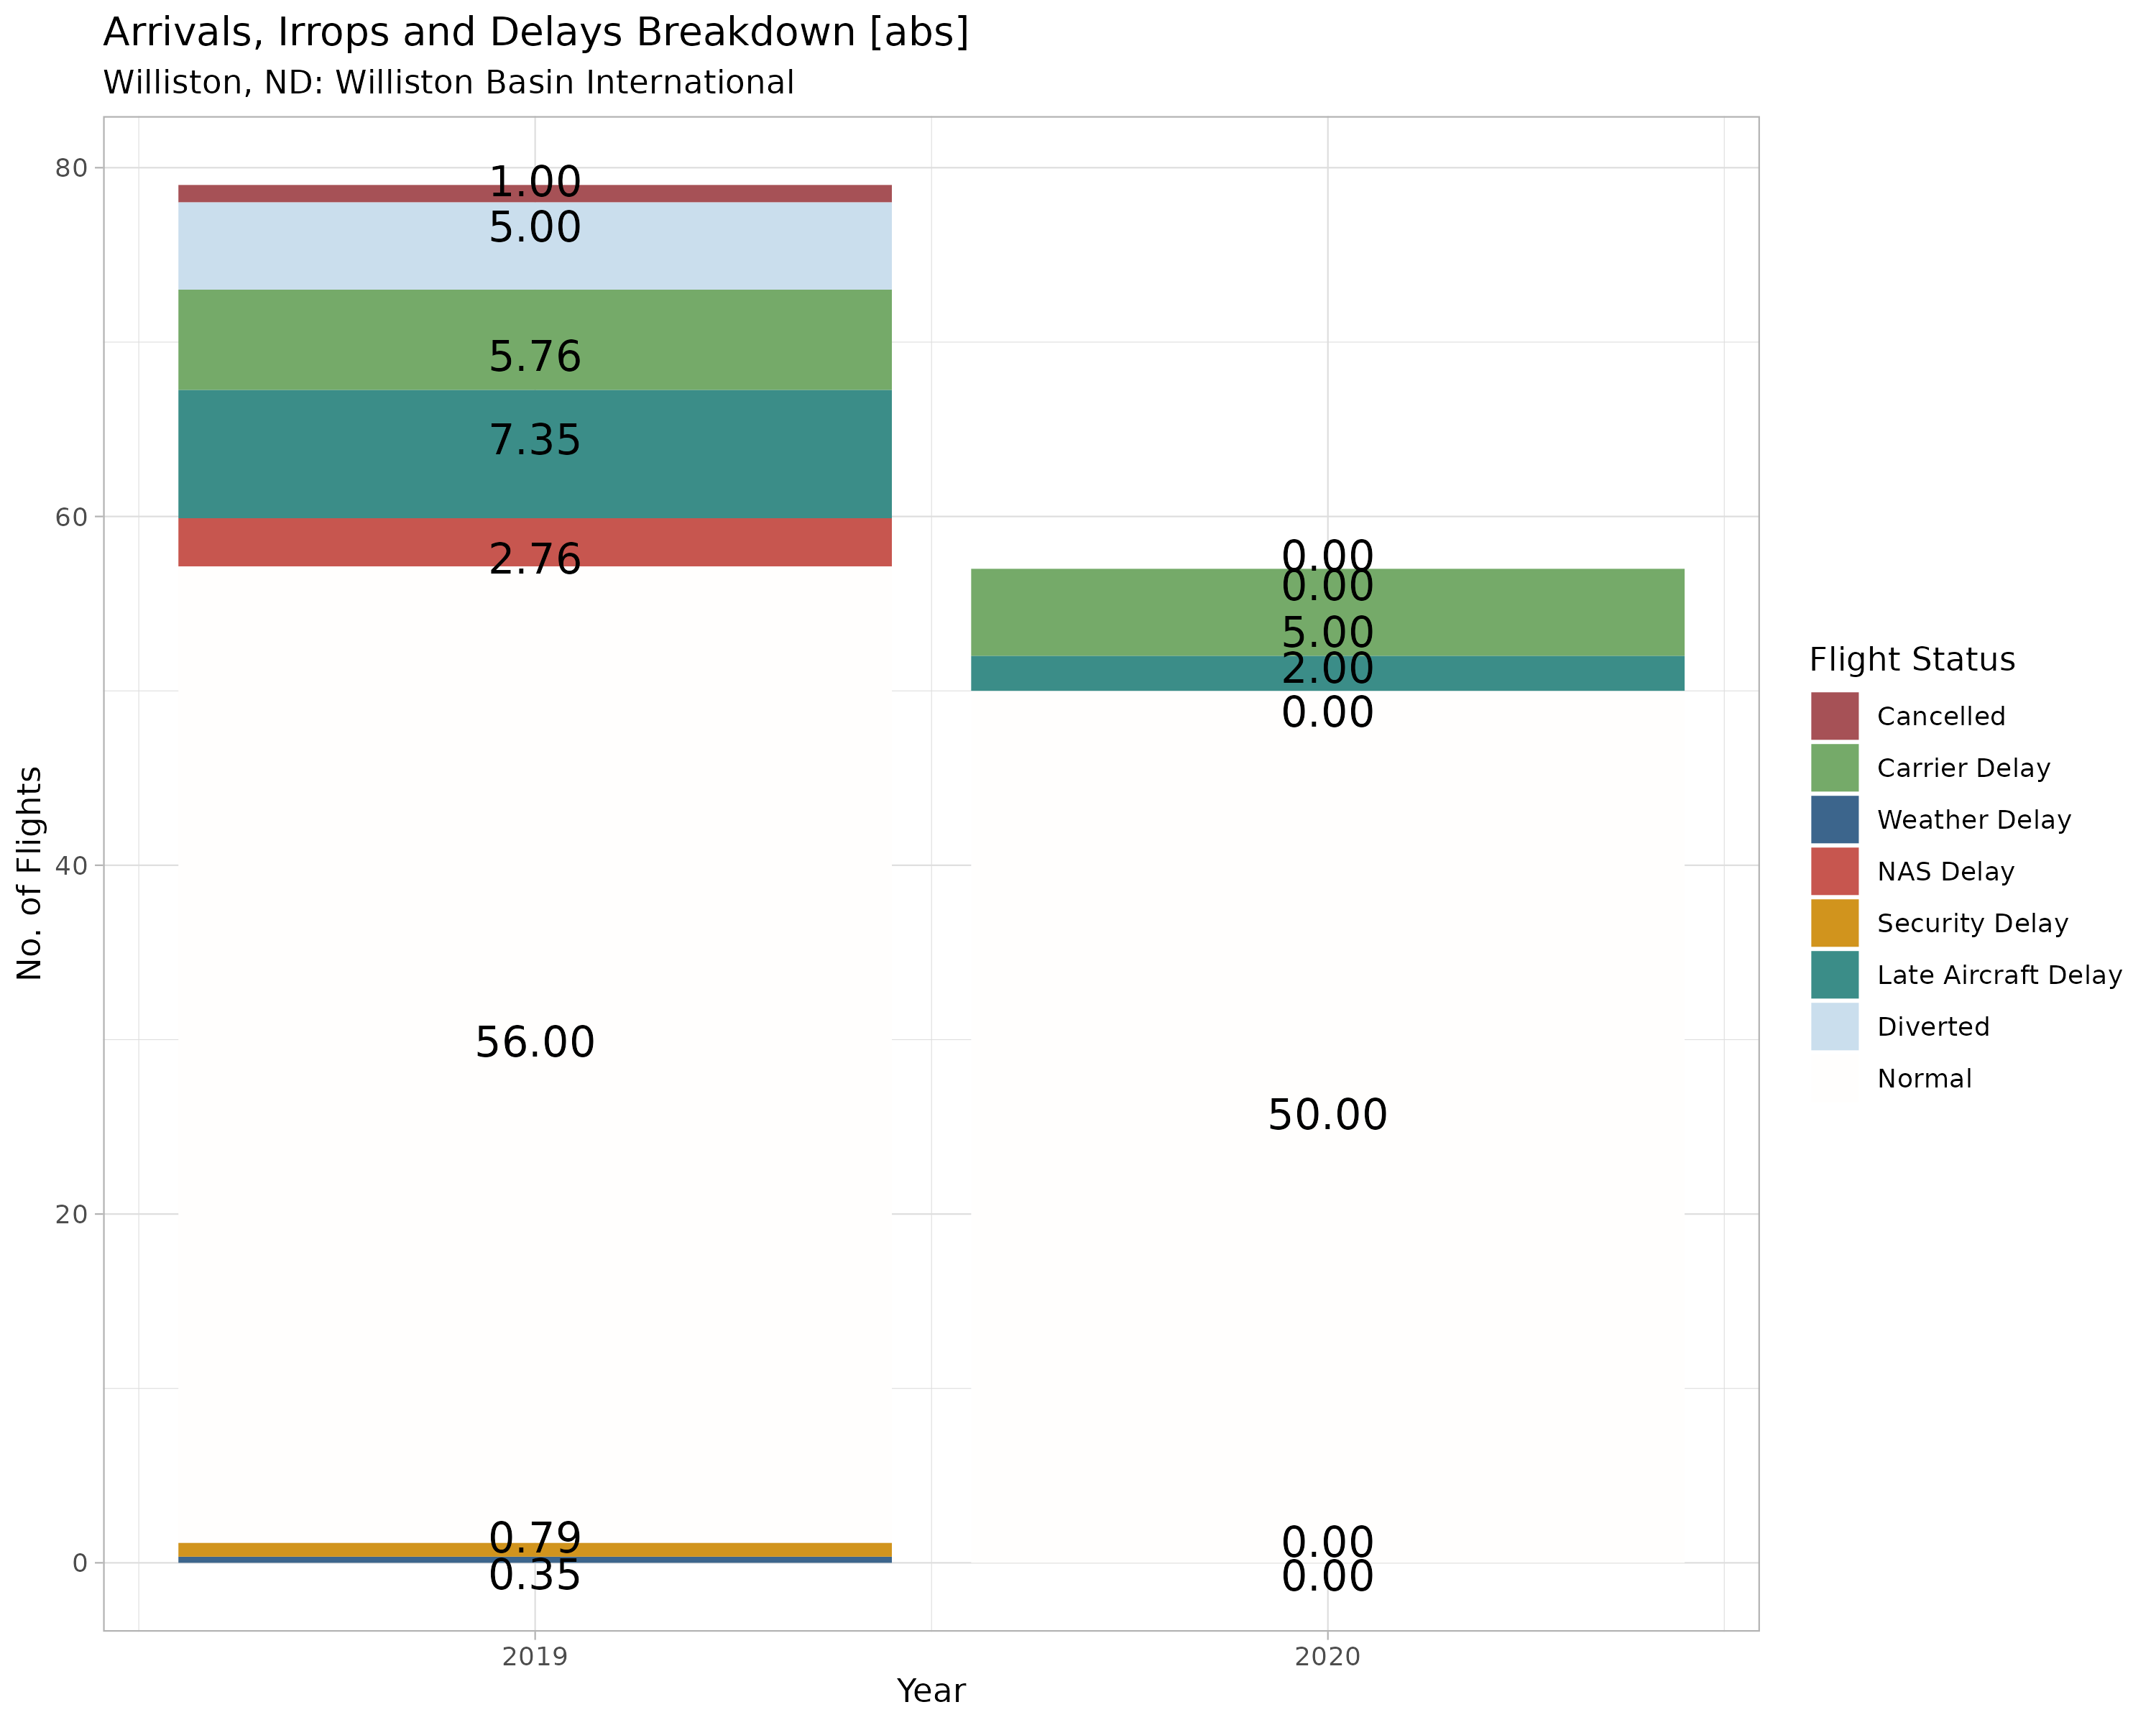 Arrivals, Irrops and Delays Breakdown [abs]
Williston, ND: Williston Basin International
No. of Flights
80
60
40
20
0
1.00
5.00
5.76
7.35
2.76
56.00
0.79
0.35
0.00
0.00
5.00
2.00
0.00
50.00
0.00
0.00
2019
2020
Year
Flight Status
Cancelled
Carrier Delay
Weather Delay
NAS Delay
Security Delay
Late Aircraft Delay
Diverted
Normal